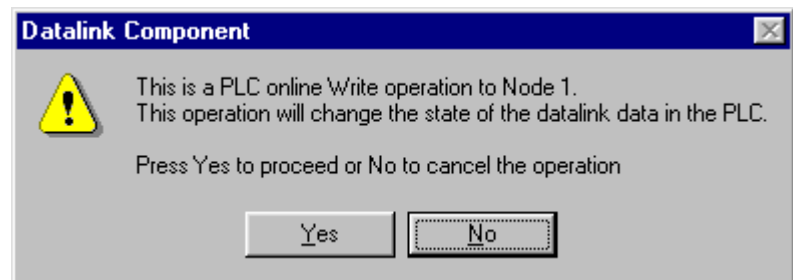 Datalink Component
This is a PLC online Write operation to Node 1.
This operation will change the state of the datalink data in the PLC.
Press Yes to proceed or No to cancel the operation
Yes
No